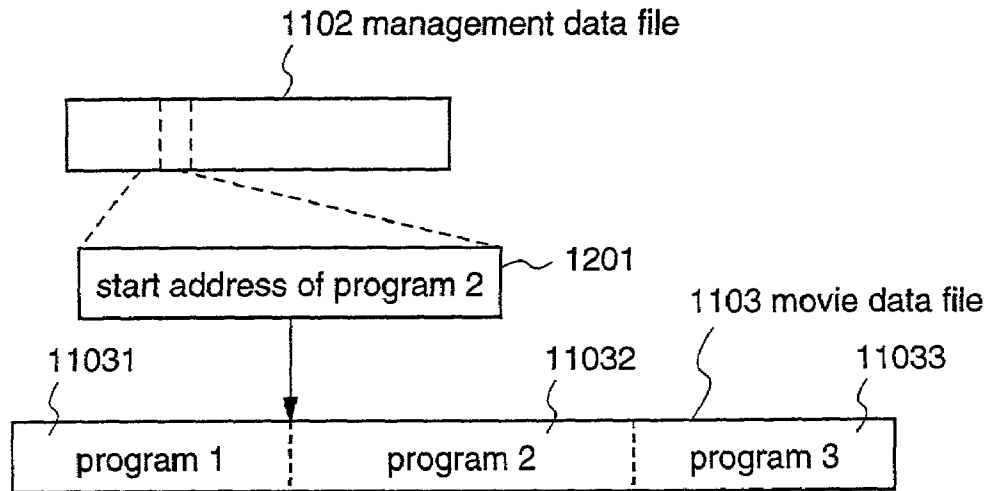 1102 management data file
start address of program 2
1201
1103 movie data file
11031
11032
11033
program 1
program 2
program 3